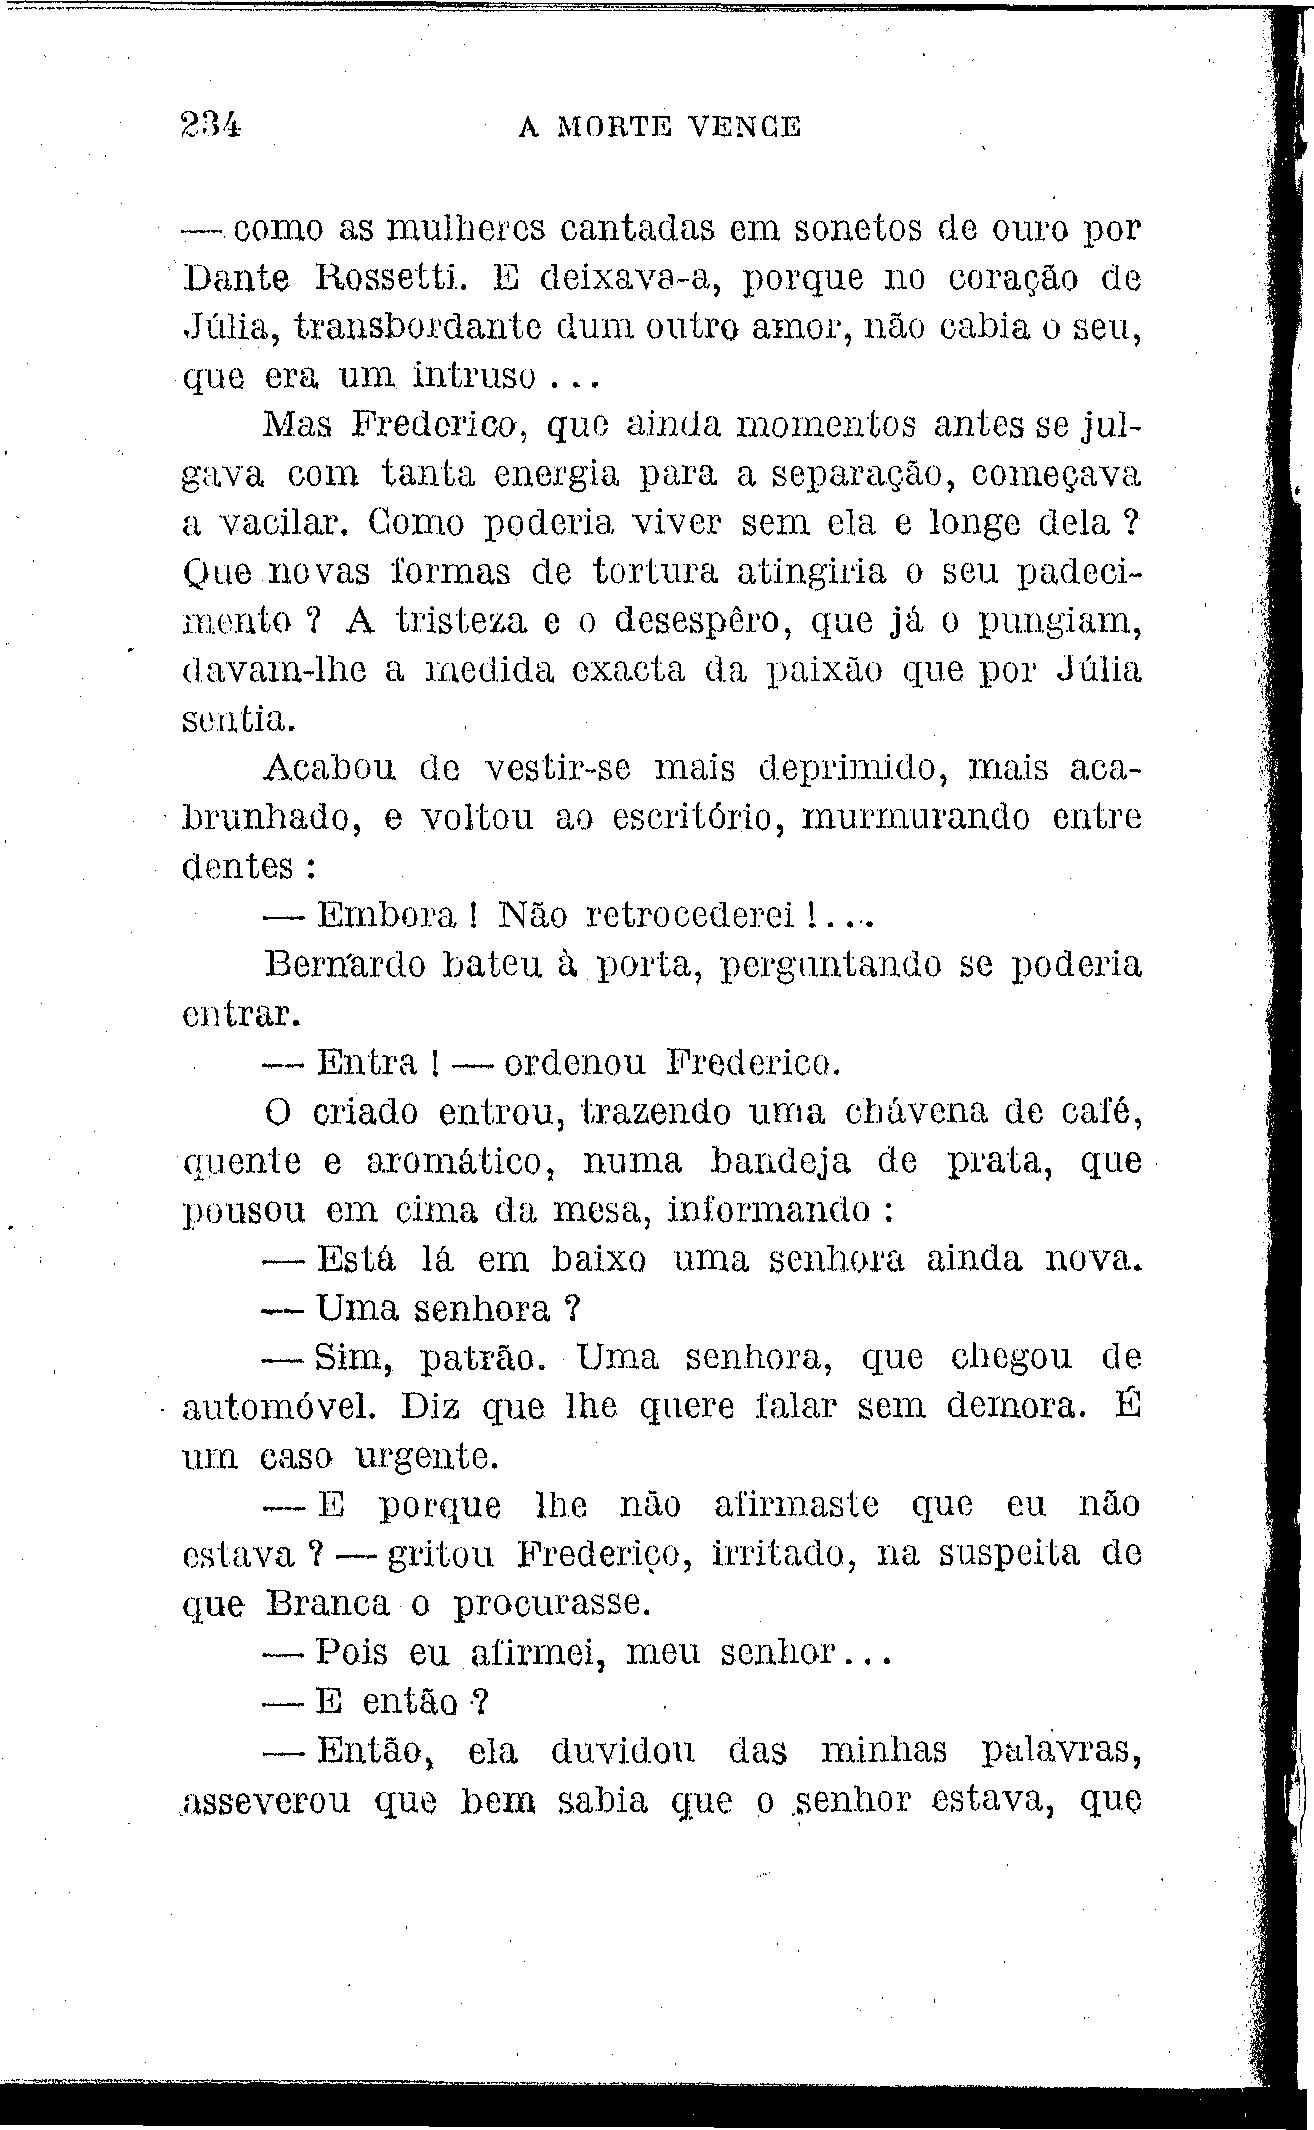 234
A MORTE VENCE
— como as mulheres cantadas em sonetos de ouro por
Dante Rossetti. E deixava-a, porque no coração de
Júlia, transbordante dum outro amor, não cabia o seu,
que era um intruso ...
Mas Frederico, que ainda momentos antes se jul-
gava com tanta energia para a separação, começava
a vacilar. Como poderia viver sem ela e longe dela ?
Que novas formas de tortura atingiria o seu padeci-
mento ? A tristeza e o desespêro, que já o pungiam,
davam-lhe a medida exacta da paixão que por Júlia
sentia.
Acabou de vestir-se mais deprimido, mais aca-
brunhado, e voltou ao escritório, murmurando entre
dentes :
— Embora ! Não retrocederei !...
Bernardo bateu à porta, perguntando se poderia
entrar.
— Entra ! — ordenou Frederico.
O criado entrou, trazendo uma chávena de café,
quente e aromático, numa bandeja de prata, que
pousou em cima da mesa, informando :
— Está lá em baixo uma senhora ainda nova.
— Uma senhora ?
— Sim, patrão. Uma senhora, que chegou de
automóvel. Diz que lhe quere falar sem demora. É
um caso urgente.
— E porque lhe não afirmaste que eu não
estava ? — gritou Frederico, irritado, na suspeita de
que Branca o procurasse.
— Pois eu afirmei, meu senhor...
— E então ?
— Então, ela duvidou das minhas palavras,
asseverou que bem sabia que o senhor estava, que